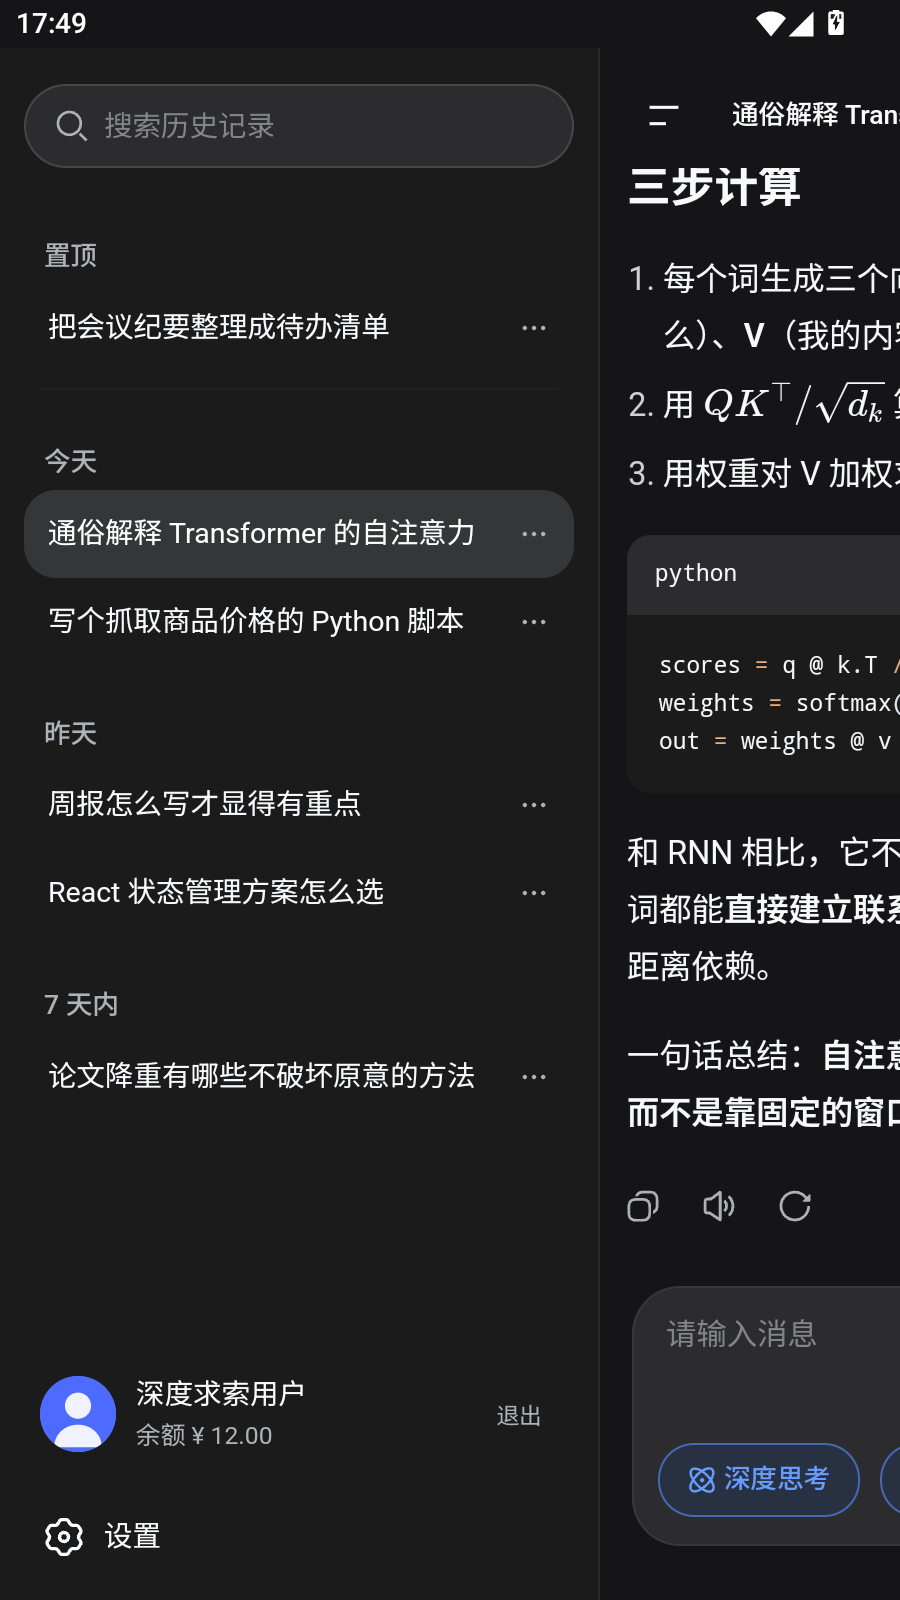 17:49
搜索历史记录
置顶
把会议纪要整理成待办清单
今天
通俗解释 Transformer 的自注意力
写个抓取商品价格的 Python 脚本
昨天
周报怎么写才显得有重点
React 状态管理方案怎么选
7 天内
论文降重有哪些不破坏原意的方法
深度求索用户
余额 ¥ 12.00
退出
设置
通俗解释 Tran
三步计算
1. 每个词生成三个
么）、V（我的内
2. 用 QK⊤/√dₖ
3. 用权重对 V 加权
python
scores = q @ k.T /
weights = softmax(
out = weights @ v
和 RNN 相比，它不
词都能直接建立联系
距离依赖。
一句话总结：自注意
而不是靠固定的窗口
请输入消息
深度思考